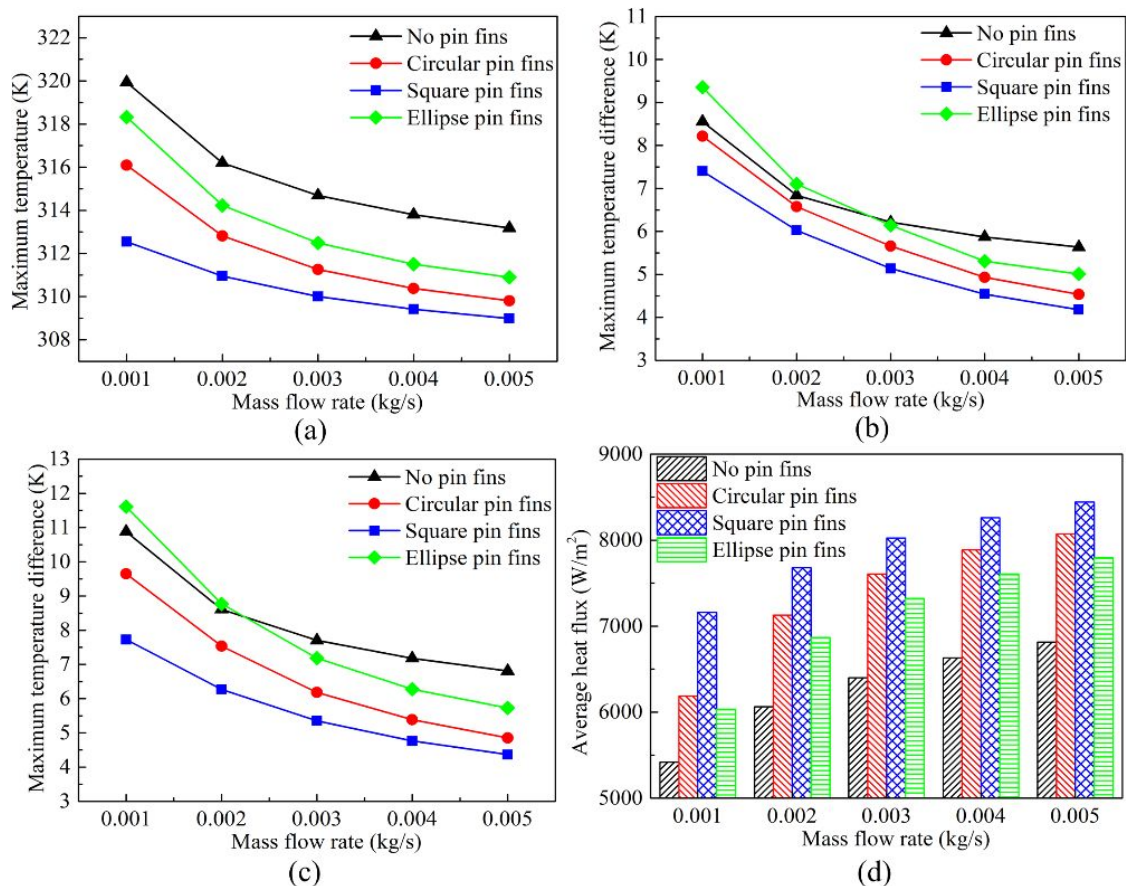 322
320
318
316
314
312
310
308
Maximum temperature (K)
No pin fins
Circular pin fins
Square pin fins
Ellipse pin fins
0.001 0.002 0.003 0.004 0.005
Mass flow rate (kg/s)
(a)
11
10
9
8
7
6
5
4
3
Maximum temperature difference (K)
No pin fins
Circular pin fins
Square pin fins
Ellipse pin fins
0.001 0.002 0.003 0.004 0.005
Mass flow rate (kg/s)
(b)
13
12
11
10
9
8
7
6
5
4
3
Maximum temperature difference (K)
No pin fins
Circular pin fins
Square pin fins
Ellipse pin fins
0.001 0.002 0.003 0.004 0.005
Mass flow rate (kg/s)
(c)
9000
8000
7000
6000
5000
Average heat flux (W/m²)
No pin fins
Circular pin fins
Square pin fins
Ellipse pin fins
0.001 0.002 0.003 0.004 0.005
Mass flow rate (kg/s)
(d)